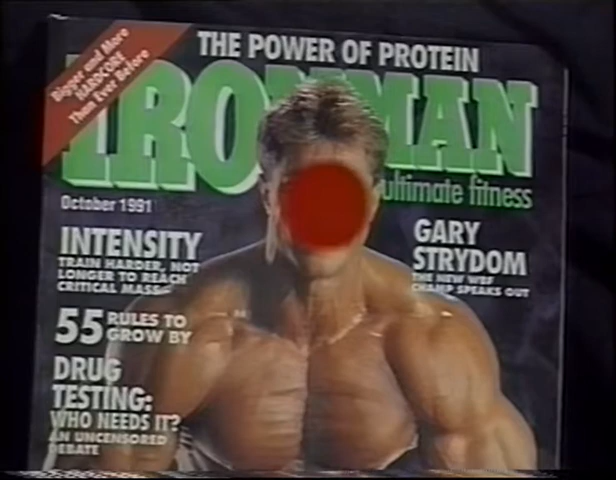 Bigger and More
HARDCORE
Than Ever Before
THE POWER OF PROTEIN
IRONMAN
ultimate fitness
October 1991
INTENSITY
TRAIN HARDER, NOT
LONGER TO REACH
CRITICAL MASS
55 RULES TO
GROW BY
DRUG
TESTING:
WHO NEEDS IT?
AN UNCENSORED
DEBATE
GARY
STRYDOM
THE NEW WBF
CHAMP SPEAKS OUT